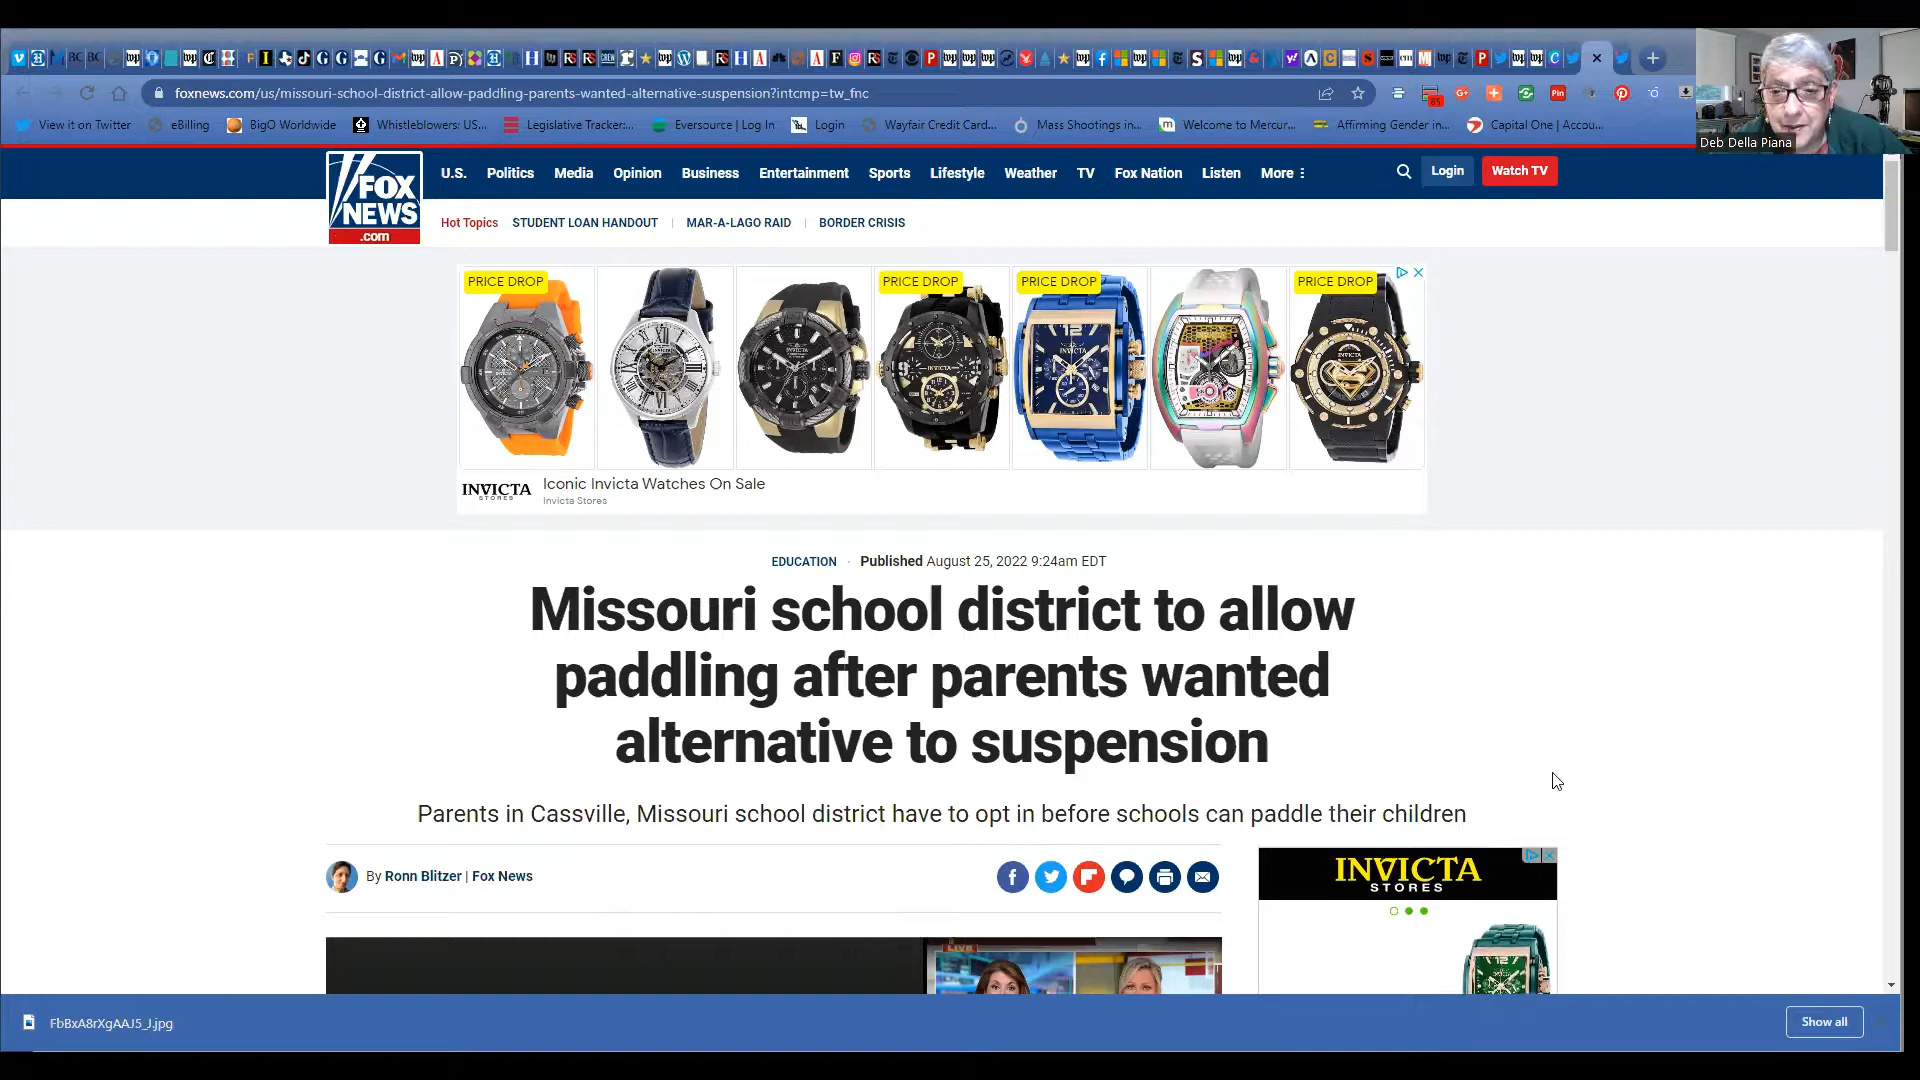 foxnews.com/us/missouri-school-district-allow-paddling-parents-wanted-alternative-suspension?intcmp=tw_fnc
85
Pin
View it on Twitter
eBilling
BigO Worldwide
Whistleblowers: US...
Legislative Tracker:...
Eversource | Log In
Login
Wayfair Credit Card...
Mass Shootings in...
Welcome to Mercur...
Affirming Gender in...
Capital One | Accou...
Deb Della Piana
FOX
NEWS
.com
U.S. Politics Media Opinion Business Entertainment Sports Lifestyle Weather TV Fox Nation Listen More
Login
Watch TV
Hot Topics STUDENT LOAN HANDOUT MAR-A-LAGO RAID BORDER CRISIS
PRICE DROP
PRICE DROP
PRICE DROP
PRICE DROP
INVICTA
STORES
Iconic Invicta Watches On Sale
Invicta Stores
EDUCATION · Published August 25, 2022 9:24am EDT
Missouri school district to allow
paddling after parents wanted
alternative to suspension
Parents in Cassville, Missouri school district have to opt in before schools can paddle their children
By Ronn Blitzer | Fox News
INVICTA
STORES
LIVE
FbBxA8rXgAAJ5_J.jpg
Show all